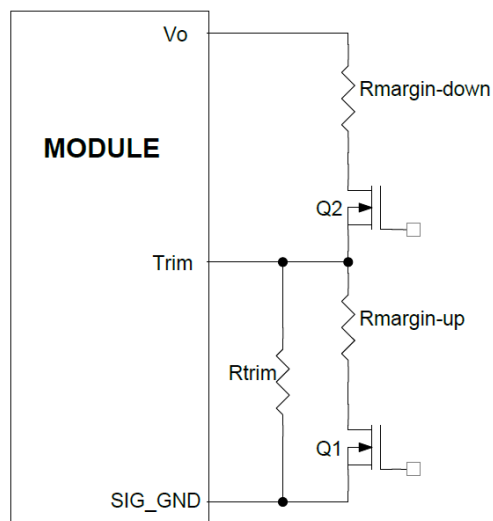 Vo
Rmargin-down
MODULE
Q2
Trim
Rmargin-up
Rtrim
Q1
SIG_GND